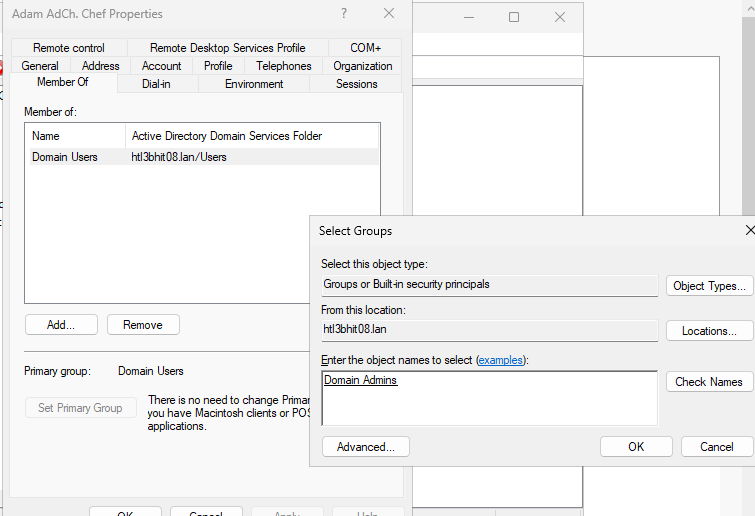 Adam AdCh. Chef Properties
?
Remote control Remote Desktop Services Profile COM+
General Address Account Profile Telephones Organization
Member Of Dial-in Environment Sessions
Member of:
Name Active Directory Domain Services Folder
Domain Users htl3bhit08.lan/Users
Add... Remove
Primary group: Domain Users
Set Primary Group
There is no need to change Prima
you have Macintosh clients or POS
applications.
OK Cancel Apply Help
Select Groups
Select this object type:
Groups or Built-in security principals
Object Types...
From this location:
htl3bhit08.lan
Locations...
Enter the object names to select (examples):
Domain Admins
Check Names
Advanced...
OK Cancel